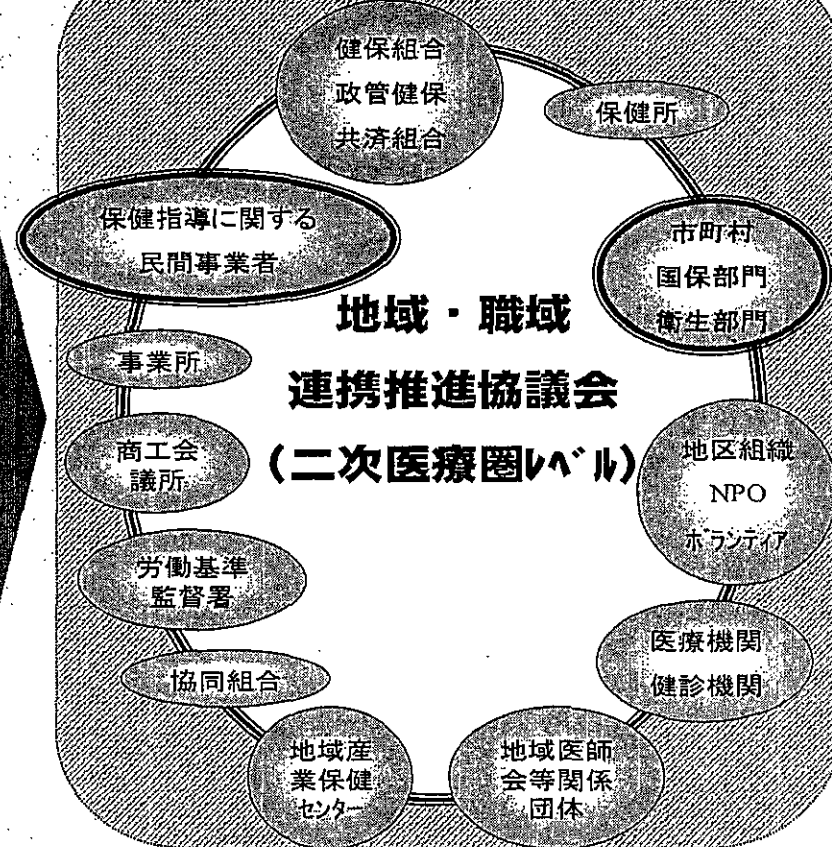 健保組合
政管健保
共済組合
保健所
保健指導に関する
民間事業者
市町村
国保部門
衛生部門
地域・職域
連携推進協議会
（二次医療圏ﾚﾍﾞﾙ）
事業所
商工会
議所
地区組織
NPO
ボランティア
労働基準
監督署
医療機関
健診機関
協同組合
地域産
業保健
センター
地域医師
会等関係
団体